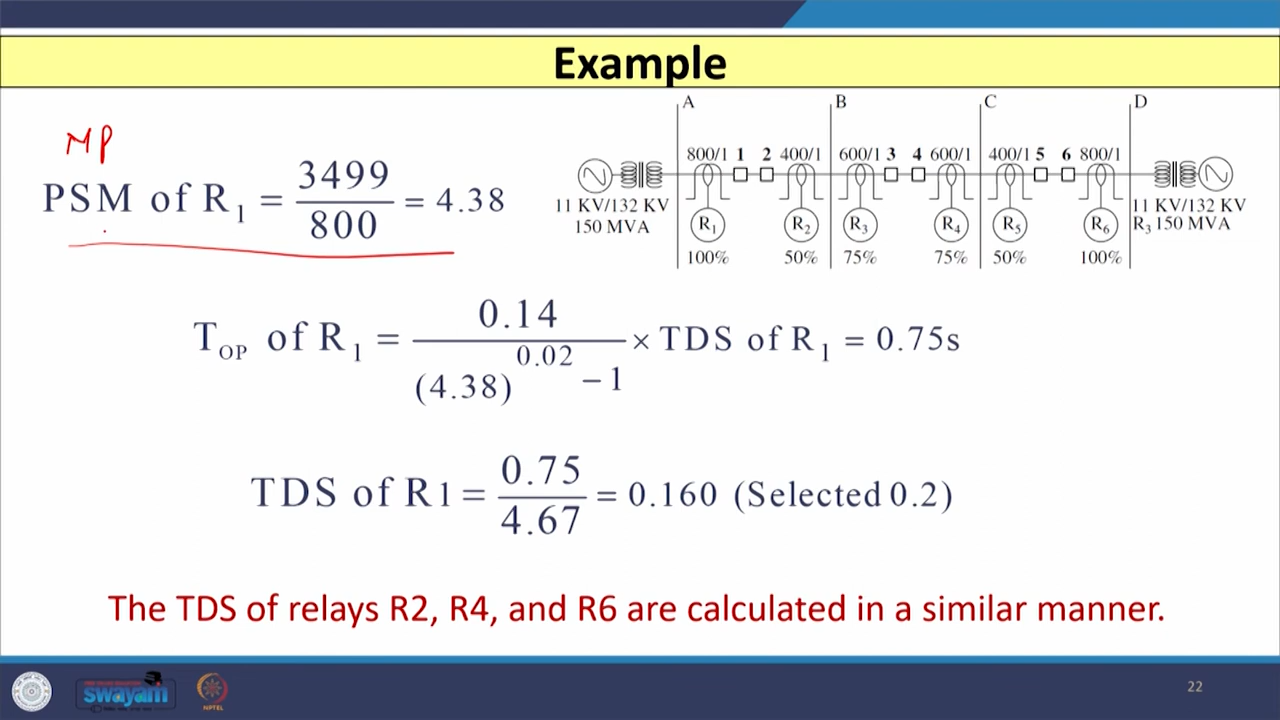 Example
MP
PSM of R1 = 3499 / 800 = 4.38
A B C D
800/1 1 2 400/1 600/1 3 4 600/1 400/1 5 6 800/1
11 KV/132 KV
150 MVA
R1 R2 R3 R4 R5 R6
11 KV/132 KV
R3 150 MVA
100% 50% 75% 75% 50% 100%
TOP of R1 = 0.14 / (4.38)^0.02 − 1 × TDS of R1 = 0.75s
TDS of R1 = 0.75 / 4.67 = 0.160 (Selected 0.2)
The TDS of relays R2, R4, and R6 are calculated in a similar manner.
swayam
NPTEL
22